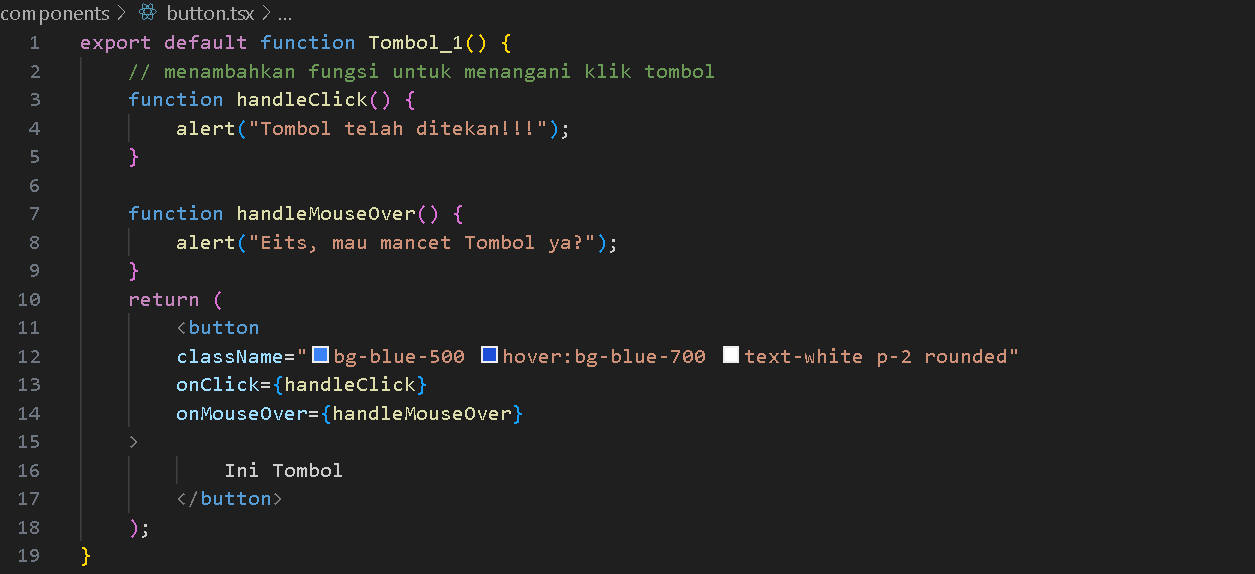 components > button.tsx > ...
1 export default function Tombol_1() {
2 // menambahkan fungsi untuk menangani klik tombol
3 function handleClick() {
4 alert("Tombol telah ditekan!!!");
5 }
6
7 function handleMouseOver() {
8 alert("Eits, mau mancet Tombol ya?");
9 }
10 return (
11 <button
12 className="bg-blue-500 hover:bg-blue-700 text-white p-2 rounded"
13 onClick={handleClick}
14 onMouseOver={handleMouseOver}
15 >
16 Ini Tombol
17 </button>
18 );
19 }